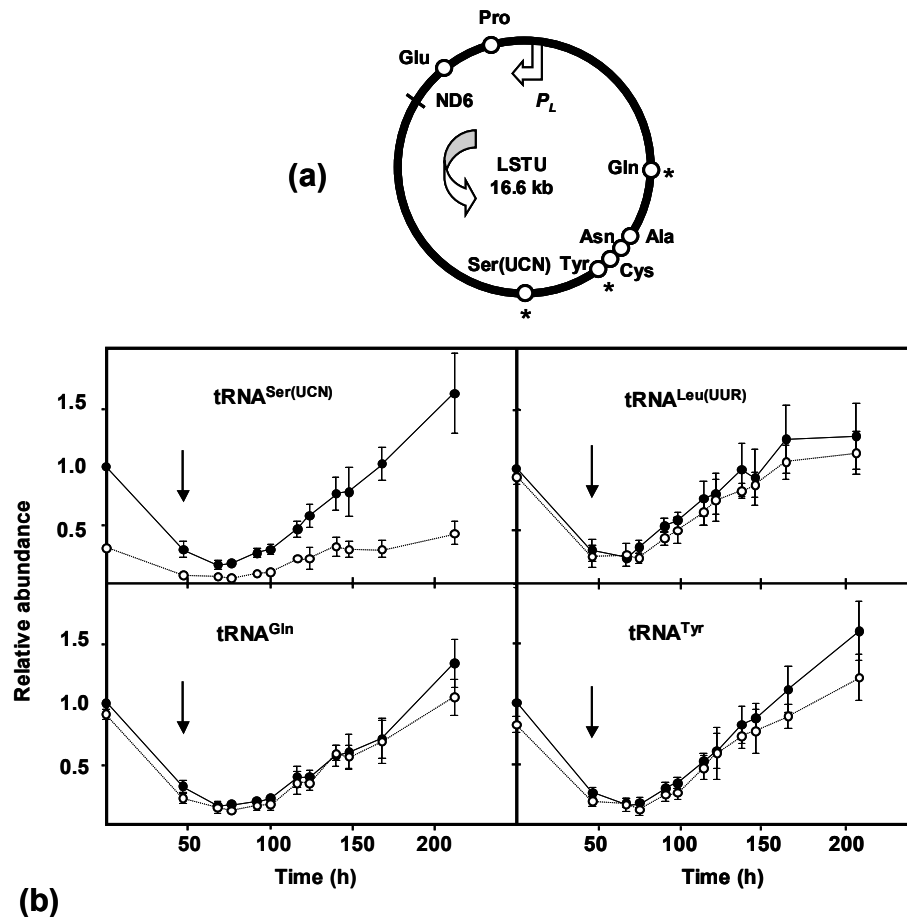 (a)
Pro
Glu
ND6
P_L
LSTU
16.6 kb
Gln *
Asn Ala
Ser(UCN) Tyr Cys
*
*
Relative abundance
tRNA^Ser(UCN)
tRNA^Leu(UUR)
1.5
1.0
0.5
tRNA^Gln
tRNA^Tyr
1.5
1.0
0.5
50 100 150 200
50 100 150 200
Time (h)
Time (h)
(b)